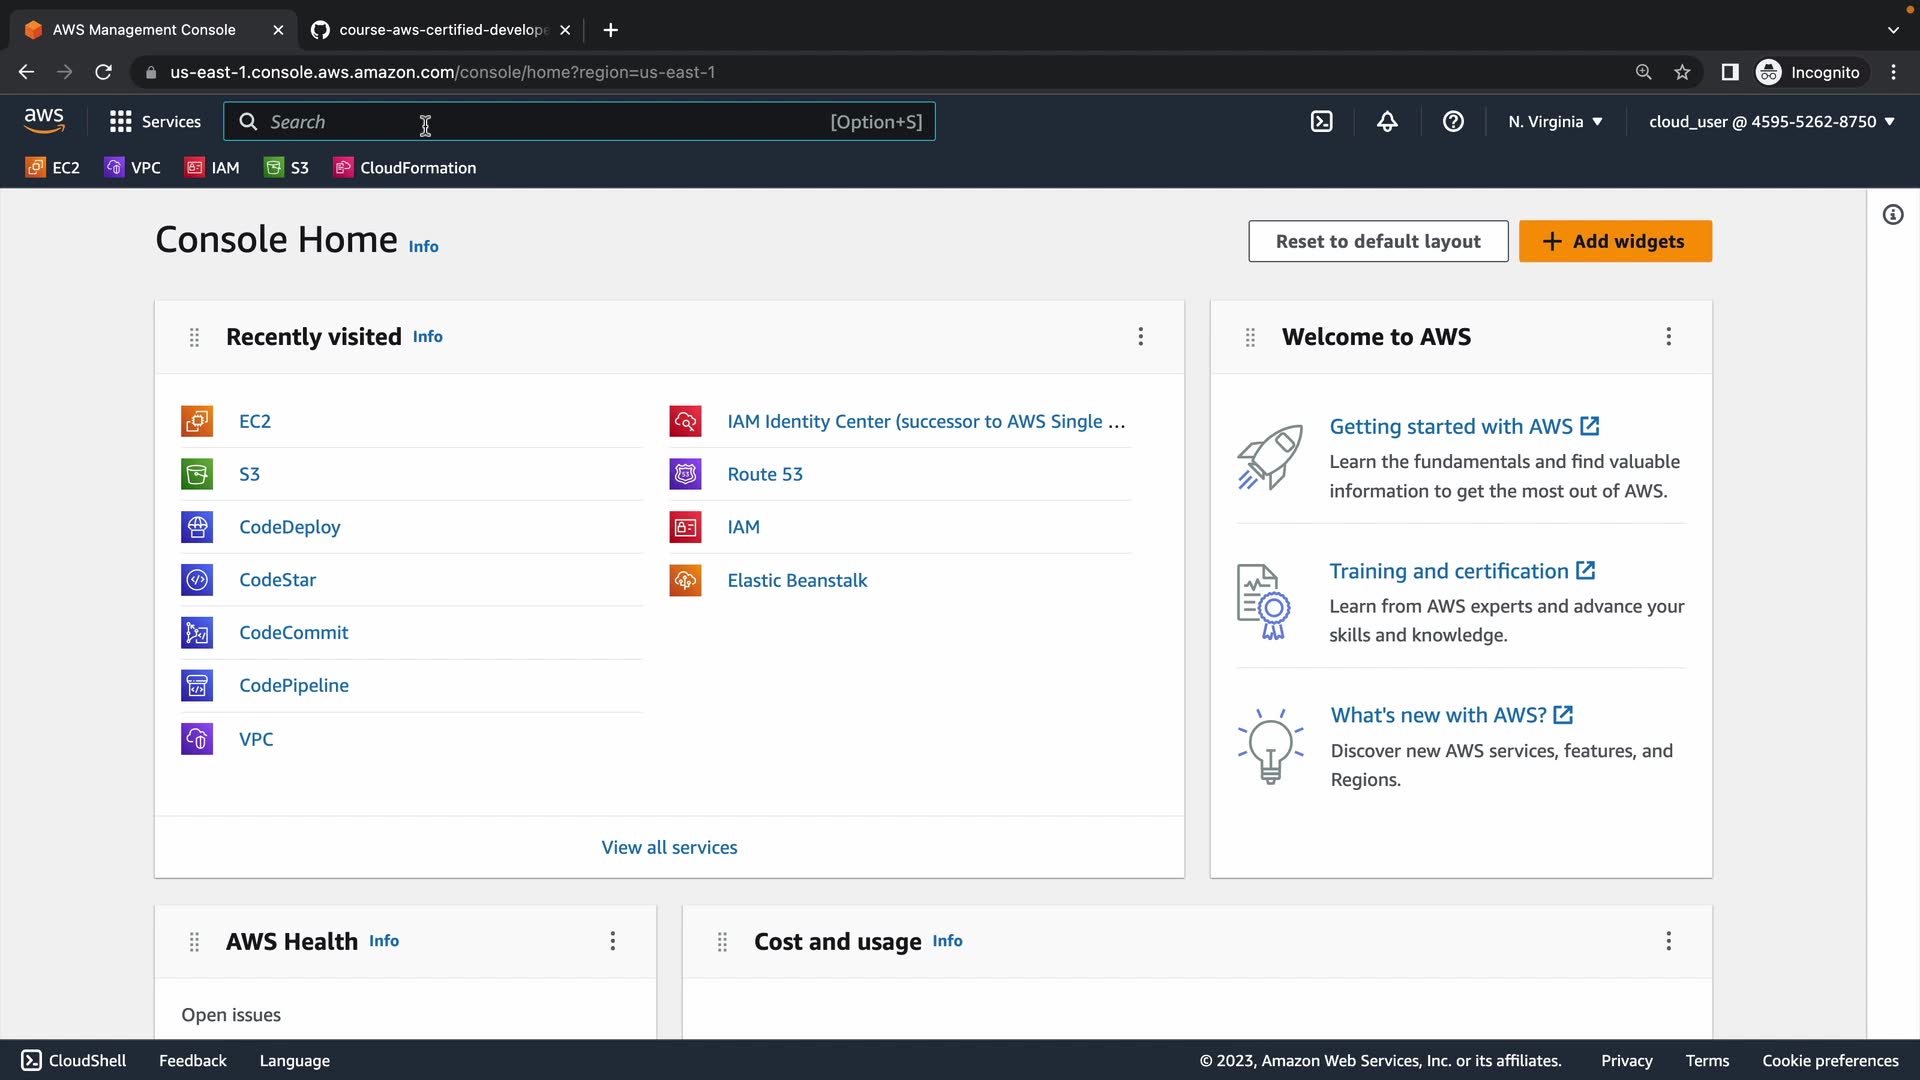 AWS Management Console
course-aws-certified-develope
us-east-1.console.aws.amazon.com/console/home?region=us-east-1
Incognito
aws
Services
Search
[Option+S]
N. Virginia
cloud_user @ 4595-5262-8750
EC2
VPC
IAM
S3
CloudFormation
Console Home Info
Reset to default layout
Add widgets
Recently visited Info
EC2
S3
CodeDeploy
CodeStar
CodeCommit
CodePipeline
VPC
IAM Identity Center (successor to AWS Single ...
Route 53
IAM
Elastic Beanstalk
View all services
Welcome to AWS
Getting started with AWS
Learn the fundamentals and find valuable
information to get the most out of AWS.
Training and certification
Learn from AWS experts and advance your
skills and knowledge.
What's new with AWS?
Discover new AWS services, features, and
Regions.
AWS Health Info
Open issues
Cost and usage Info
CloudShell
Feedback
Language
© 2023, Amazon Web Services, Inc. or its affiliates.
Privacy
Terms
Cookie preferences